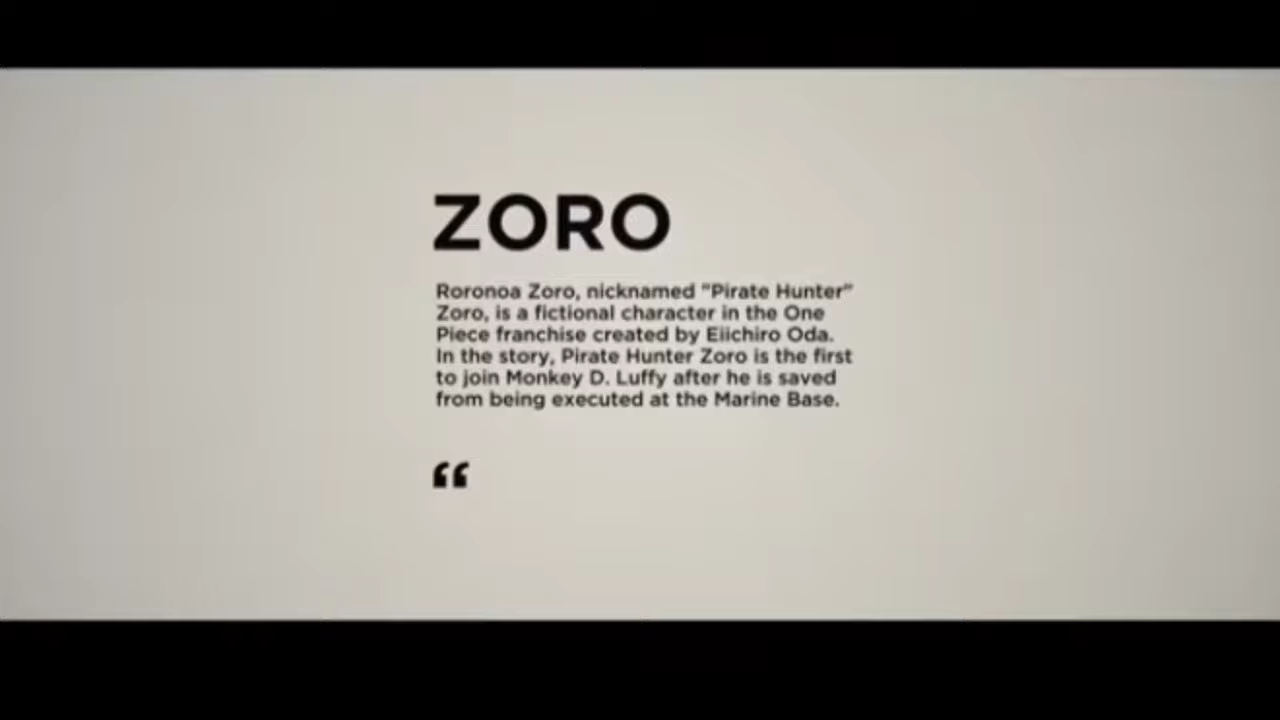 ZORO
Roronoa Zoro, nicknamed "Pirate Hunter"
Zoro, is a fictional character in the One
Piece franchise created by Eiichiro Oda.
In the story, Pirate Hunter Zoro is the first
to join Monkey D. Luffy after he is saved
from being executed at the Marine Base.
“